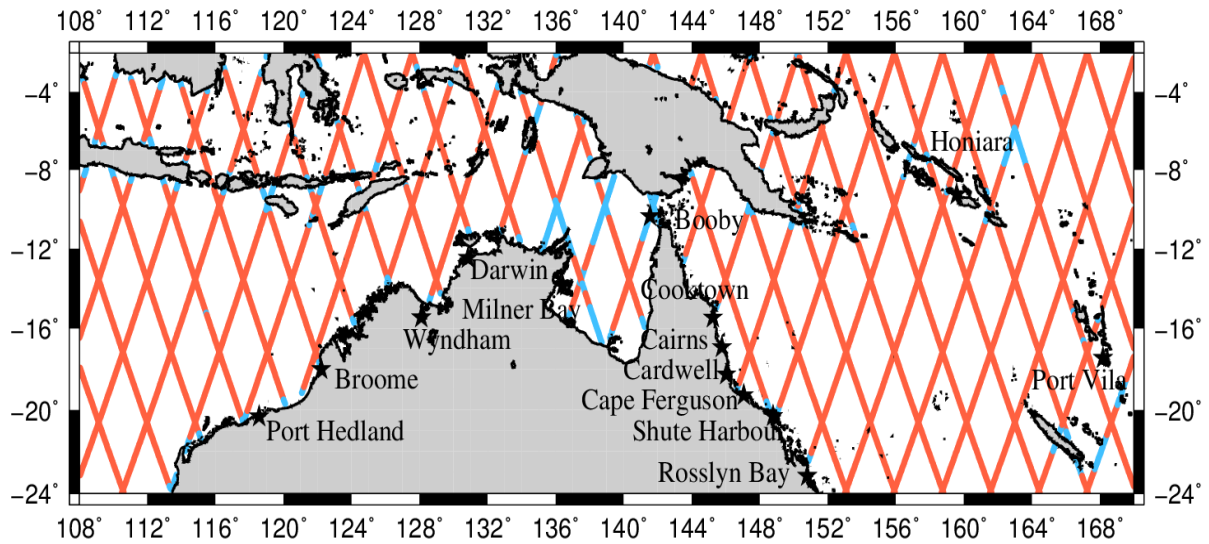 108° 112° 116° 120° 124° 128° 132° 136° 140° 144° 148° 152° 156° 160° 164° 168°
−4° −4°
Honiara
−8° −8°
Booby
−12° −12°
Darwin
Cooktown
Milner Bay
−16° −16°
Wyndham Cairns
Cardwell
Broome Port Vila
Cape Ferguson
−20° −20°
Port Hedland Shute Harbour
Rosslyn Bay
−24° −24°
108° 112° 116° 120° 124° 128° 132° 136° 140° 144° 148° 152° 156° 160° 164° 168°